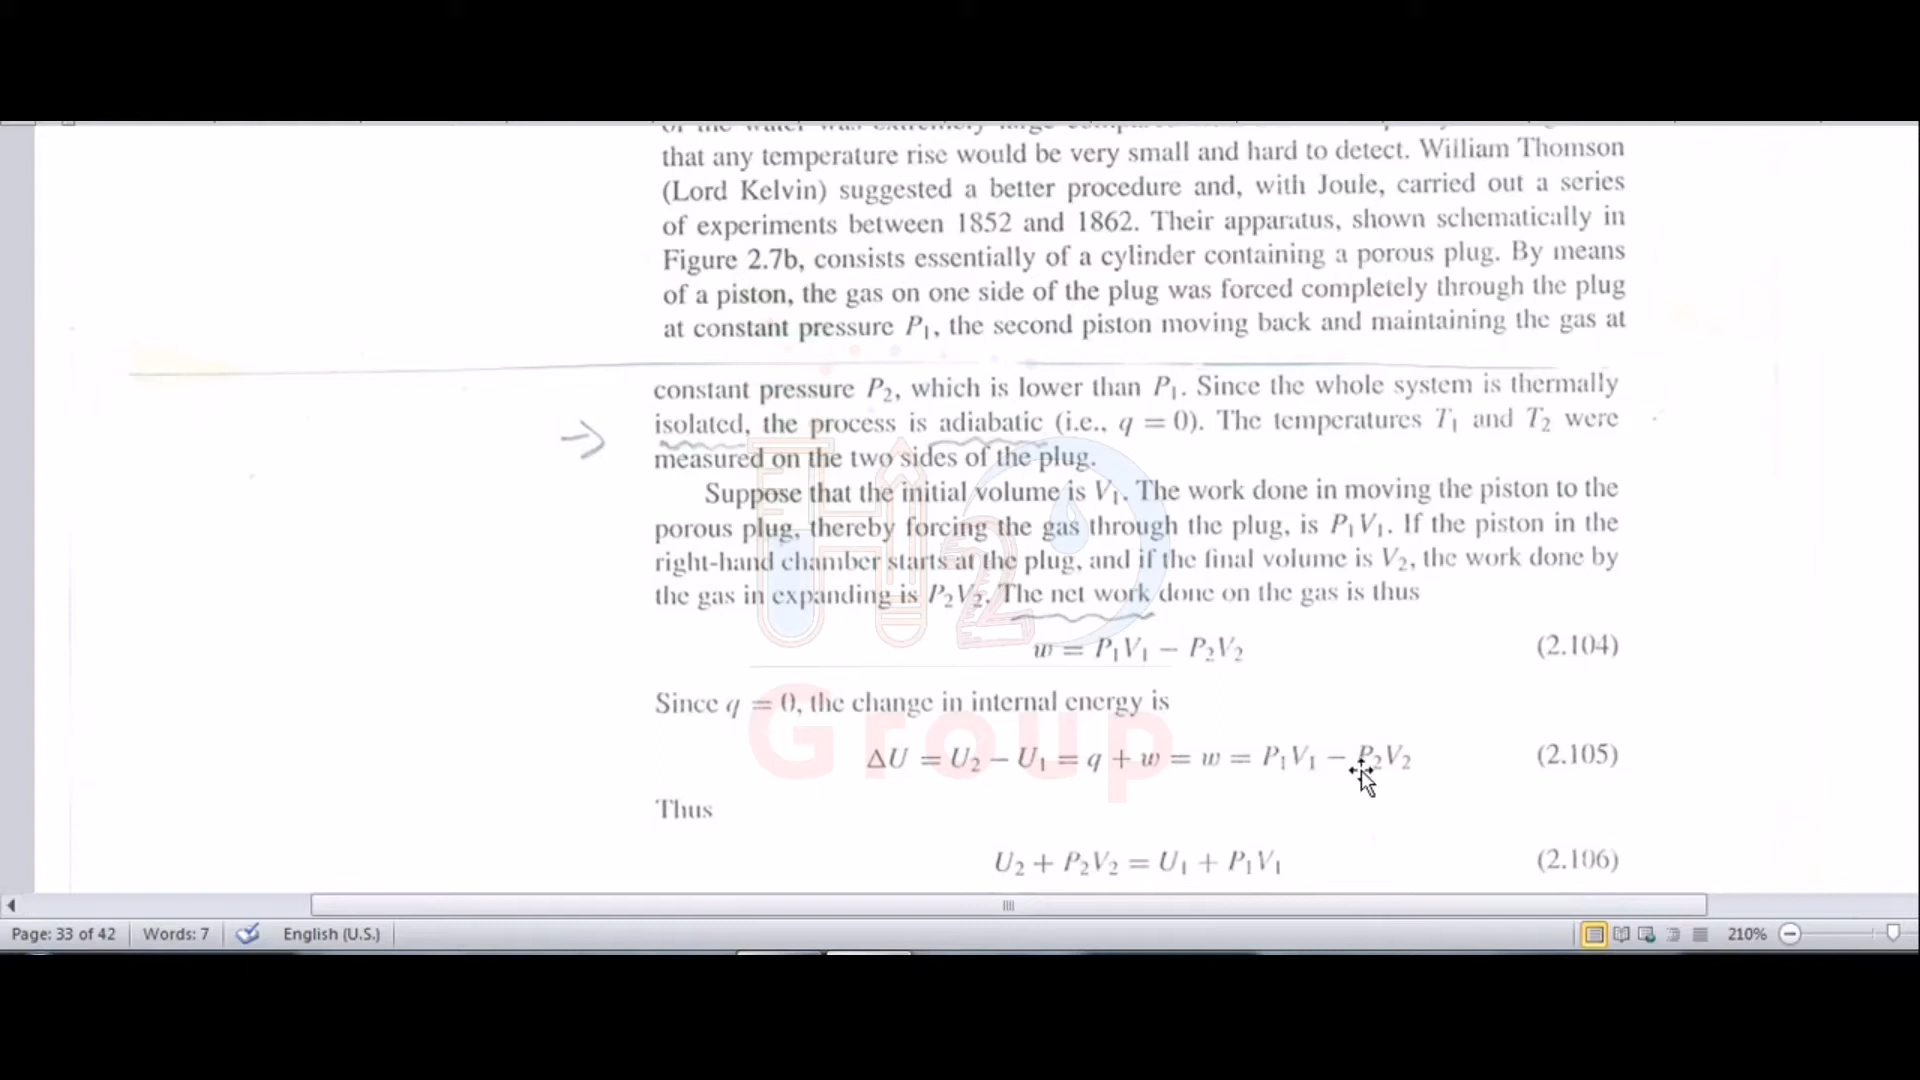 that any temperature rise would be very small and hard to detect. William Thomson
(Lord Kelvin) suggested a better procedure and, with Joule, carried out a series
of experiments between 1852 and 1862. Their apparatus, shown schematically in
Figure 2.7b, consists essentially of a cylinder containing a porous plug. By means
of a piston, the gas on one side of the plug was forced completely through the plug
at constant pressure P₁, the second piston moving back and maintaining the gas at
constant pressure P₂, which is lower than P₁. Since the whole system is thermally
isolated, the process is adiabatic (i.e., q = 0). The temperatures T₁ and T₂ were
measured on the two sides of the plug.
Suppose that the initial volume is V₁. The work done in moving the piston to the
porous plug, thereby forcing the gas through the plug, is P₁V₁. If the piston in the
right-hand chamber starts at the plug, and if the final volume is V₂, the work done by
the gas in expanding is P₂V₂. The net work done on the gas is thus
w = P₁V₁ − P₂V₂ (2.104)
Since q = 0, the change in internal energy is
ΔU = U₂ − U₁ = q + w = w = P₁V₁ − P₂V₂ (2.105)
Thus
U₂ + P₂V₂ = U₁ + P₁V₁ (2.106)
H2O
Group
Page: 33 of 42 Words: 7 English (U.S.) 210%